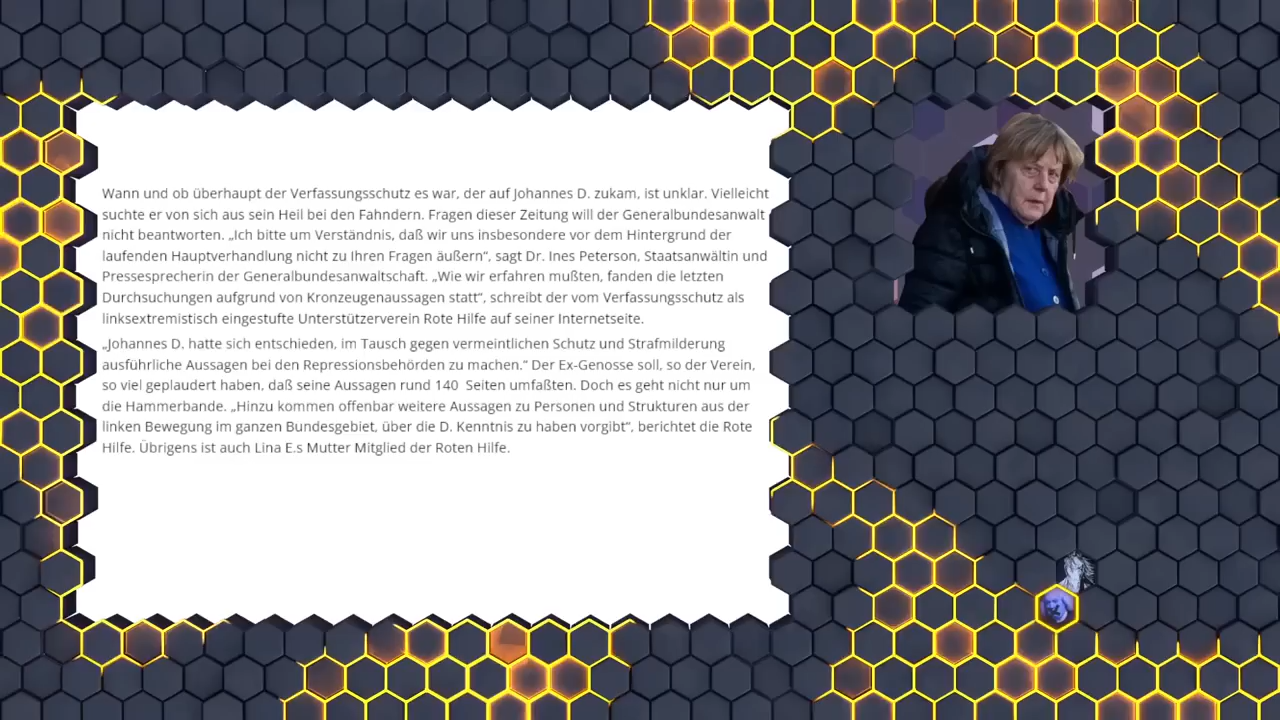 Wann und ob überhaupt der Verfassungsschutz es war, der auf Johannes D. zukam, ist unklar. Vielleicht
suchte er von sich aus sein Heil bei den Fahndern. Fragen dieser Zeitung will der Generalbundesanwalt
nicht beantworten. „Ich bitte um Verständnis, daß wir uns insbesondere vor dem Hintergrund der
laufenden Hauptverhandlung nicht zu Ihren Fragen äußern“, sagt Dr. Ines Peterson, Staatsanwältin und
Pressesprecherin der Generalbundesanwaltschaft. „Wie wir erfahren mußten, fanden die letzten
Durchsuchungen aufgrund von Kronzeugenaussagen statt“, schreibt der vom Verfassungsschutz als
linksextremistisch eingestufte Unterstützerverein Rote Hilfe auf seiner Internetseite.
„Johannes D. hatte sich entschieden, im Tausch gegen vermeintlichen Schutz und Strafmilderung
ausführliche Aussagen bei den Repressionsbehörden zu machen.“ Der Ex-Genosse soll, so der Verein,
so viel geplaudert haben, daß seine Aussagen rund 140 Seiten umfaßten. Doch es geht nicht nur um
die Hammerbande. „Hinzu kommen offenbar weitere Aussagen zu Personen und Strukturen aus der
linken Bewegung im ganzen Bundesgebiet, über die D. Kenntnis zu haben vorgibt“, berichtet die Rote
Hilfe. Übrigens ist auch Lina E.s Mutter Mitglied der Roten Hilfe.